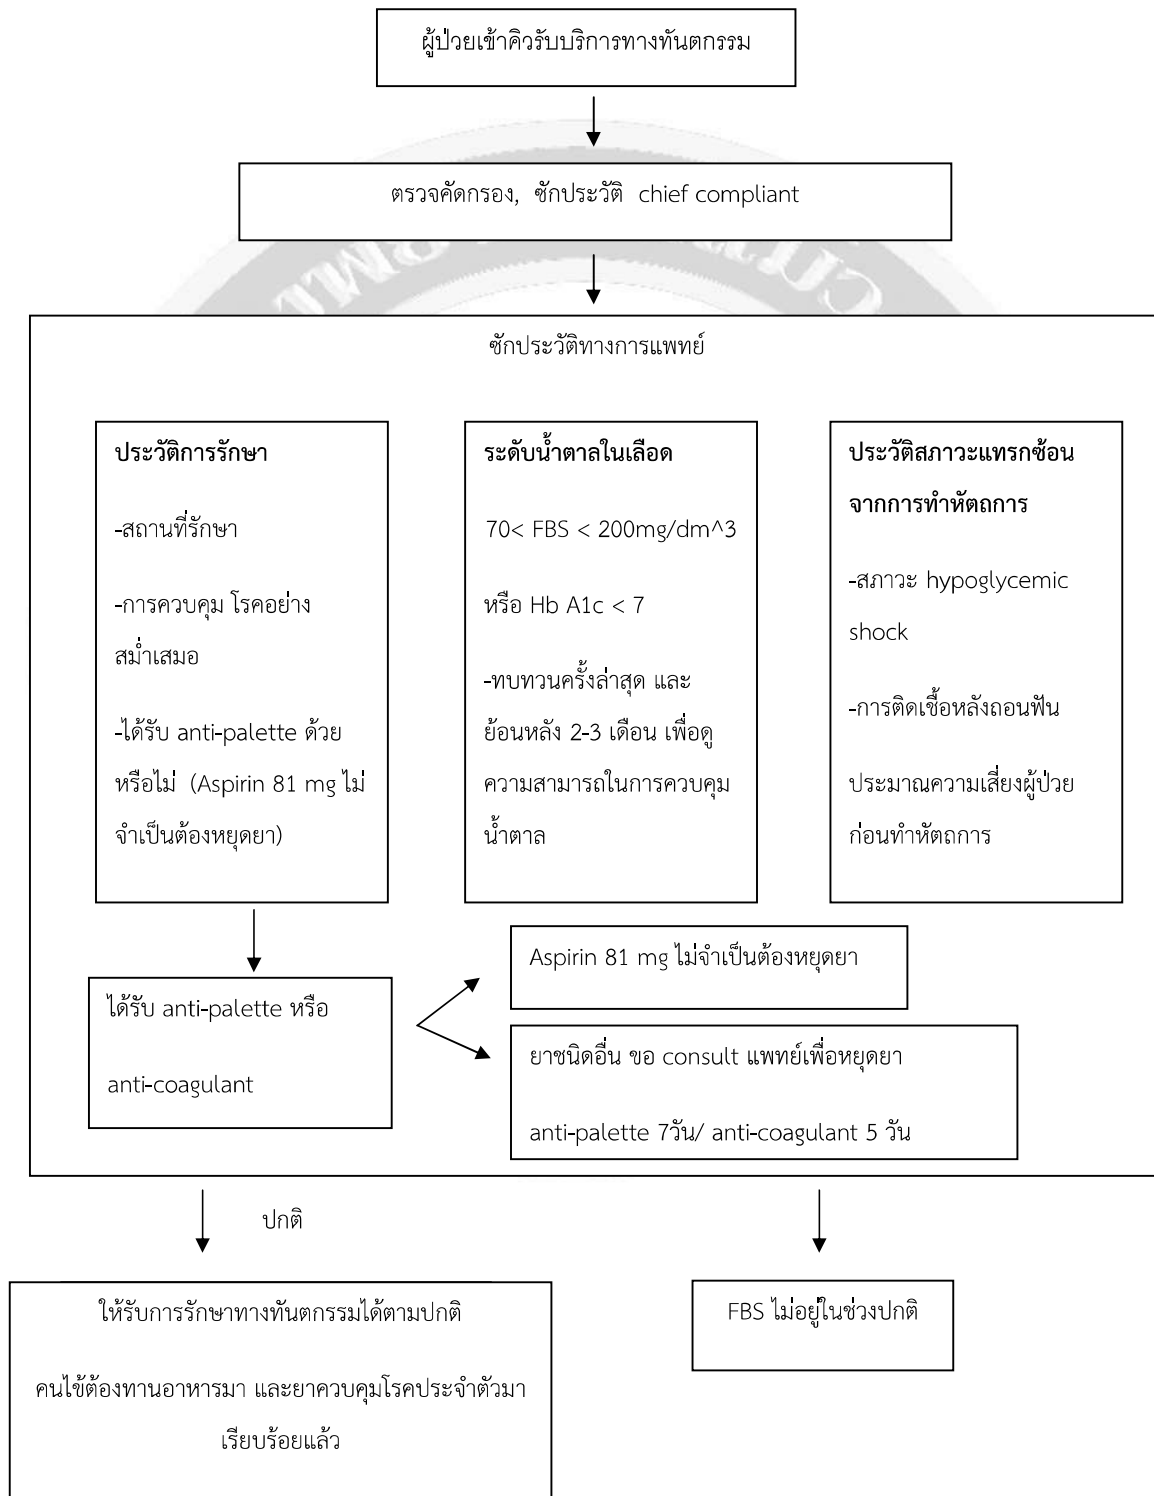 ผู้ป่วยเข้าคิวรับบริการทางทันตกรรม
ตรวจคัดกรอง, ซักประวัติ chief compliant
ซักประวัติทางการแพทย์
ประวัติการรักษา
-สถานที่รักษา
-การควบคุม โรคอย่าง
สม่ำเสมอ
-ได้รับ anti-palette ด้วย
หรือไม่ (Aspirin 81 mg ไม่
จำเป็นต้องหยุดยา)
ระดับน้ำตาลในเลือด
70< FBS < 200mg/dm^3
หรือ Hb A1c < 7
-ทบทวนครั้งล่าสุด และ
ย้อนหลัง 2-3 เดือน เพื่อดู
ความสามารถในการควบคุม
น้ำตาล
ประวัติสภาวะแทรกซ้อน
จากการทำหัตถการ
-สภาวะ hypoglycemic
shock
-การติดเชื้อหลังถอนฟัน
ประมาณความเสี่ยงผู้ป่วย
ก่อนทำหัตถการ
ได้รับ anti-palette หรือ
anti-coagulant
Aspirin 81 mg ไม่จำเป็นต้องหยุดยา
ยาชนิดอื่น ขอ consult แพทย์เพื่อหยุดยา
anti-palette 7วัน/ anti-coagulant 5 วัน
ปกติ
ให้รับการรักษาทางทันตกรรมได้ตามปกติ
คนไข้ต้องทานอาหารมา และยาควบคุมโรคประจำตัวมา
เรียบร้อยแล้ว
FBS ไม่อยู่ในช่วงปกติ